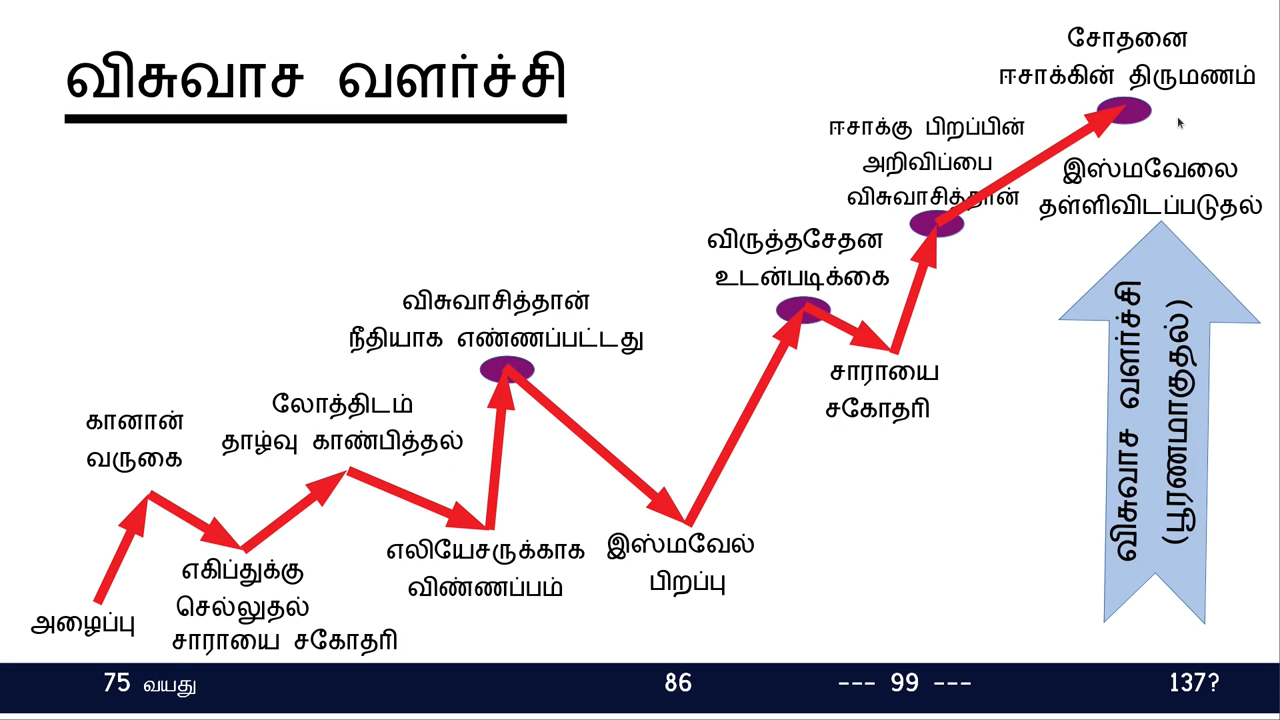 விசுவாச வளர்ச்சி
சோதனை
ஈசாக்கின் திருமணம்
ஈசாக்கு பிறப்பின்
அறிவிப்பை
விசுவாசித்தான்
இஸ்மவேலை
தள்ளிவிடப்படுதல்
விருத்தசேதன
உடன்படிக்கை
விசுவாசித்தான்
நீதியாக எண்ணப்பட்டது
சாராயை
சகோதரி
லோத்திடம்
தாழ்வு காண்பித்தல்
கானான்
வருகை
எலியேசருக்காக
விண்ணப்பம்
இஸ்மவேல்
பிறப்பு
எகிப்துக்கு
செல்லுதல்
சாராயை சகோதரி
அழைப்பு
விசுவாச வளர்ச்சி
(பூரணமாகுதல்)
75 வயது 86 --- 99 --- 137?